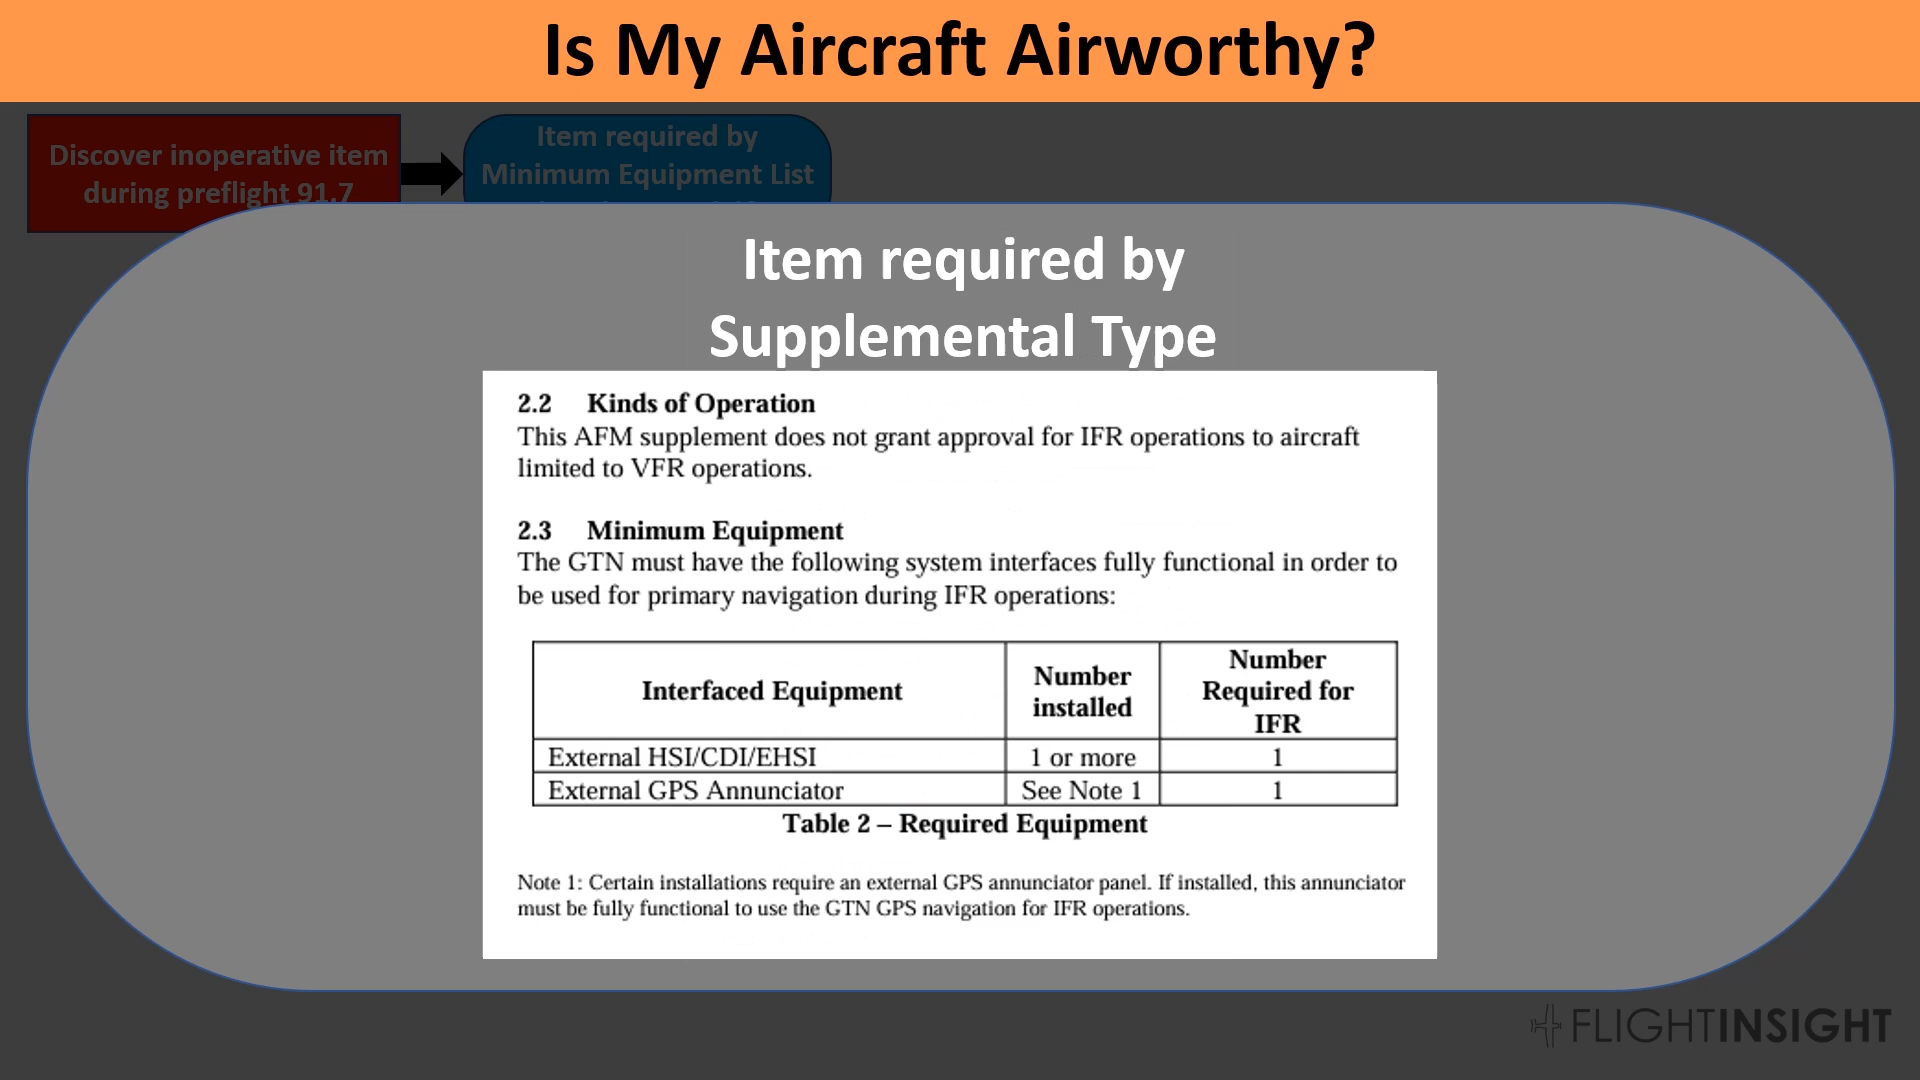 Is My Aircraft Airworthy?
Discover inoperative item
during preflight 91.7
Item required by
Minimum Equipment List
Item required by
Supplemental Type
2.2 Kinds of Operation
This AFM supplement does not grant approval for IFR operations to aircraft
limited to VFR operations.
2.3 Minimum Equipment
The GTN must have the following system interfaces fully functional in order to
be used for primary navigation during IFR operations:
Interfaced Equipment
Number
installed
Number
Required for
IFR
External HSI/CDI/EHSI 1 or more 1
External GPS Annunciator See Note 1 1
Table 2 – Required Equipment
Note 1: Certain installations require an external GPS annunciator panel. If installed, this annunciator
must be fully functional to use the GTN GPS navigation for IFR operations.
FLIGHTINSIGHT